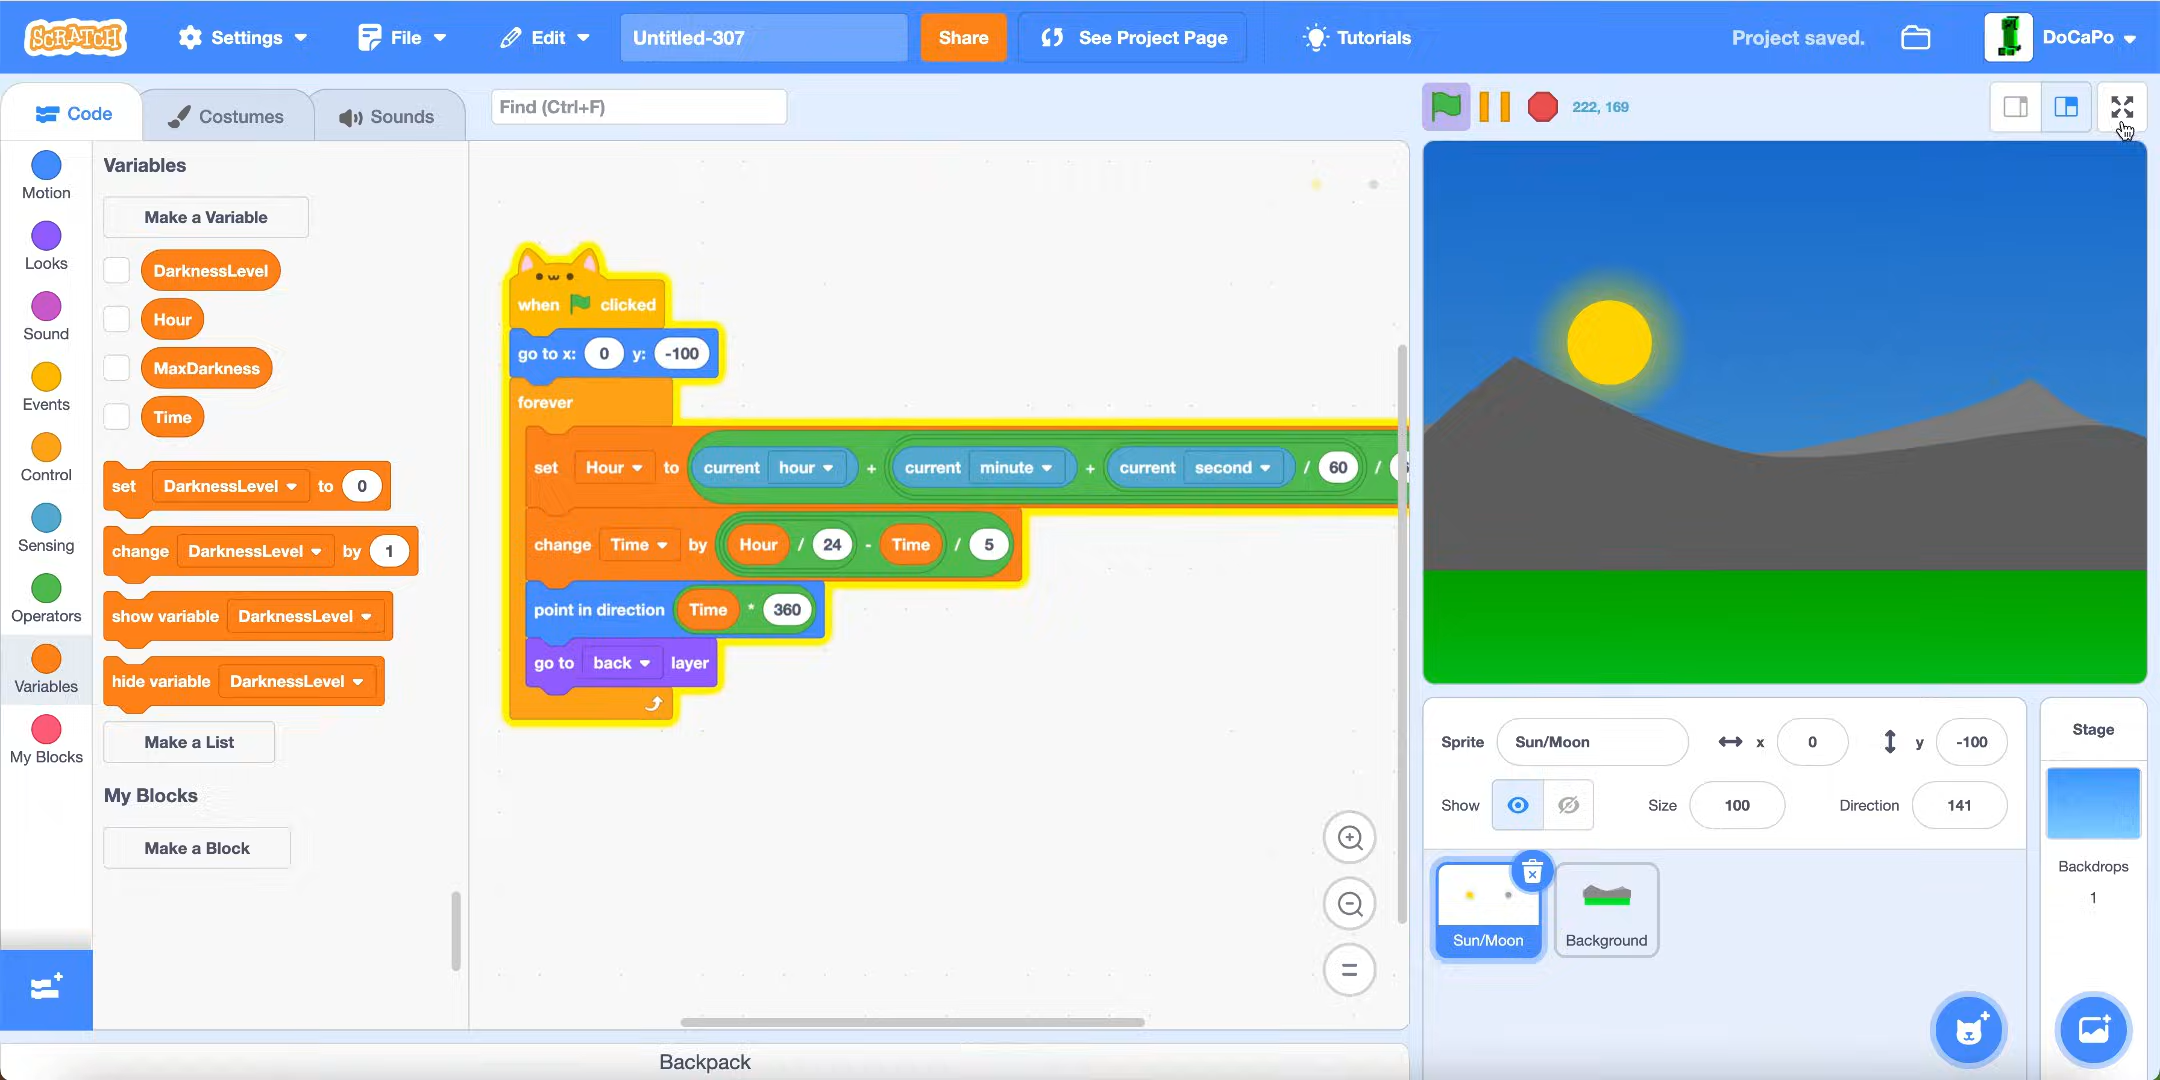 SCRATCH
Settings
File
Edit
Untitled-307
Share
See Project Page
Tutorials
Project saved.
DoCaPo
Code
Costumes
Sounds
Find (Ctrl+F)
222, 169
Motion
Looks
Sound
Events
Control
Sensing
Operators
Variables
My Blocks
Variables
Make a Variable
DarknessLevel
Hour
MaxDarkness
Time
set DarknessLevel to 0
change DarknessLevel by 1
show variable DarknessLevel
hide variable DarknessLevel
Make a List
My Blocks
Make a Block
when clicked
go to x: 0 y: -100
forever
set Hour to current hour + current minute + current second / 60 /
change Time by Hour / 24 - Time / 5
point in direction Time * 360
go to back layer
Backpack
Sprite Sun/Moon x 0 y -100
Show Size 100 Direction 141
Sun/Moon
Background
Stage
Backdrops
1